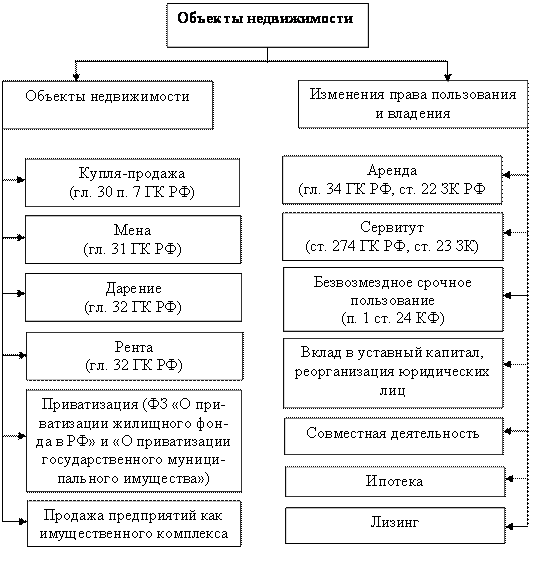 Объекты недвижимости
Объекты недвижимости
Купля-продажа
(гл. 30 п. 7 ГК РФ)
Мена
(гл. 31 ГК РФ)
Дарение
(гл. 32 ГК РФ)
Рента
(гл. 32 ГК РФ)
Приватизация (ФЗ «О при-
ватизации жилищного фон-
да в РФ» и «О приватизации
государственного муници-
пального имущества»)
Продажа предприятий как
имущественного комплекса
Изменения права пользования
и владения
Аренда
(гл. 34 ГК РФ, ст. 22 ЗК РФ
Сервитут
(ст. 274 ГК РФ, ст. 23 ЗК)
Безвозмездное срочное
пользование
(п. 1 ст. 24 КФ)
Вклад в уставный капитал,
реорганизация юридических
лиц
Совместная деятельность
Ипотека
Лизинг